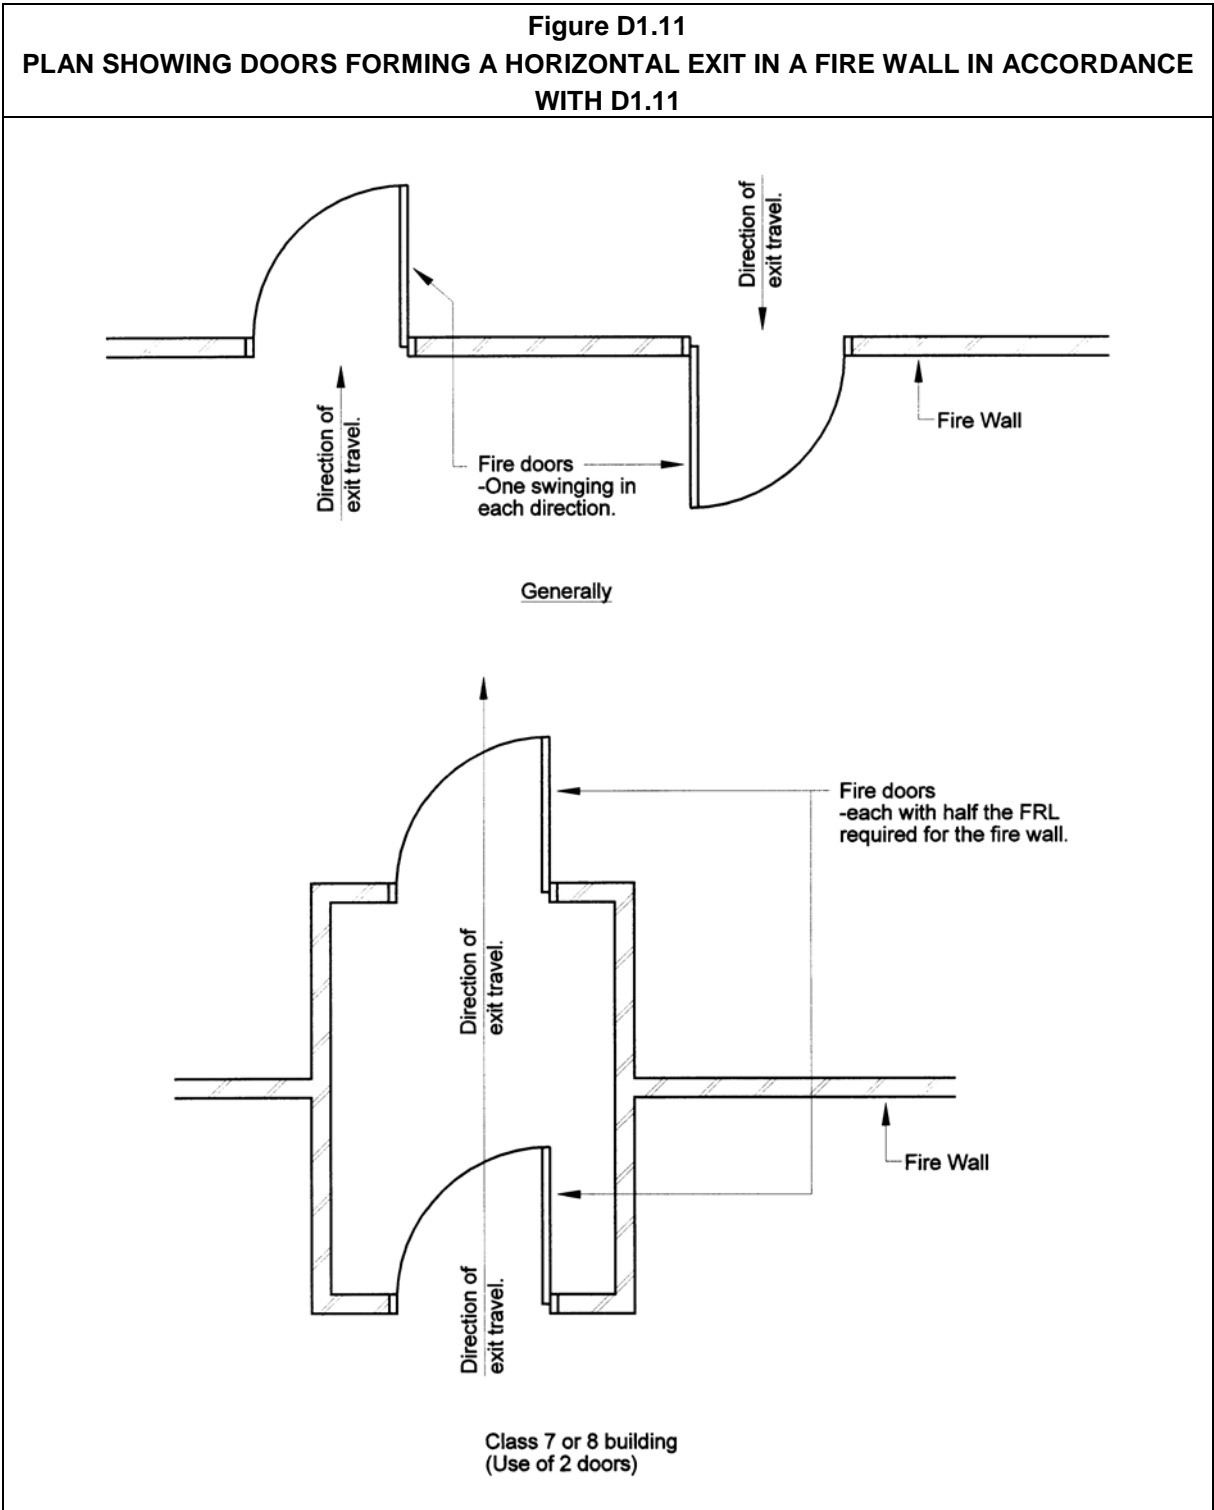 Figure D1.11
PLAN SHOWING DOORS FORMING A HORIZONTAL EXIT IN A FIRE WALL IN ACCORDANCE
WITH D1.11
Direction of
exit travel.
Direction of
exit travel.
Fire Wall
Fire doors
-One swinging in
each direction.
Generally
Fire doors
-each with half the FRL
required for the fire wall.
Direction of
exit travel.
Fire Wall
Direction of
exit travel.
Class 7 or 8 building
(Use of 2 doors)